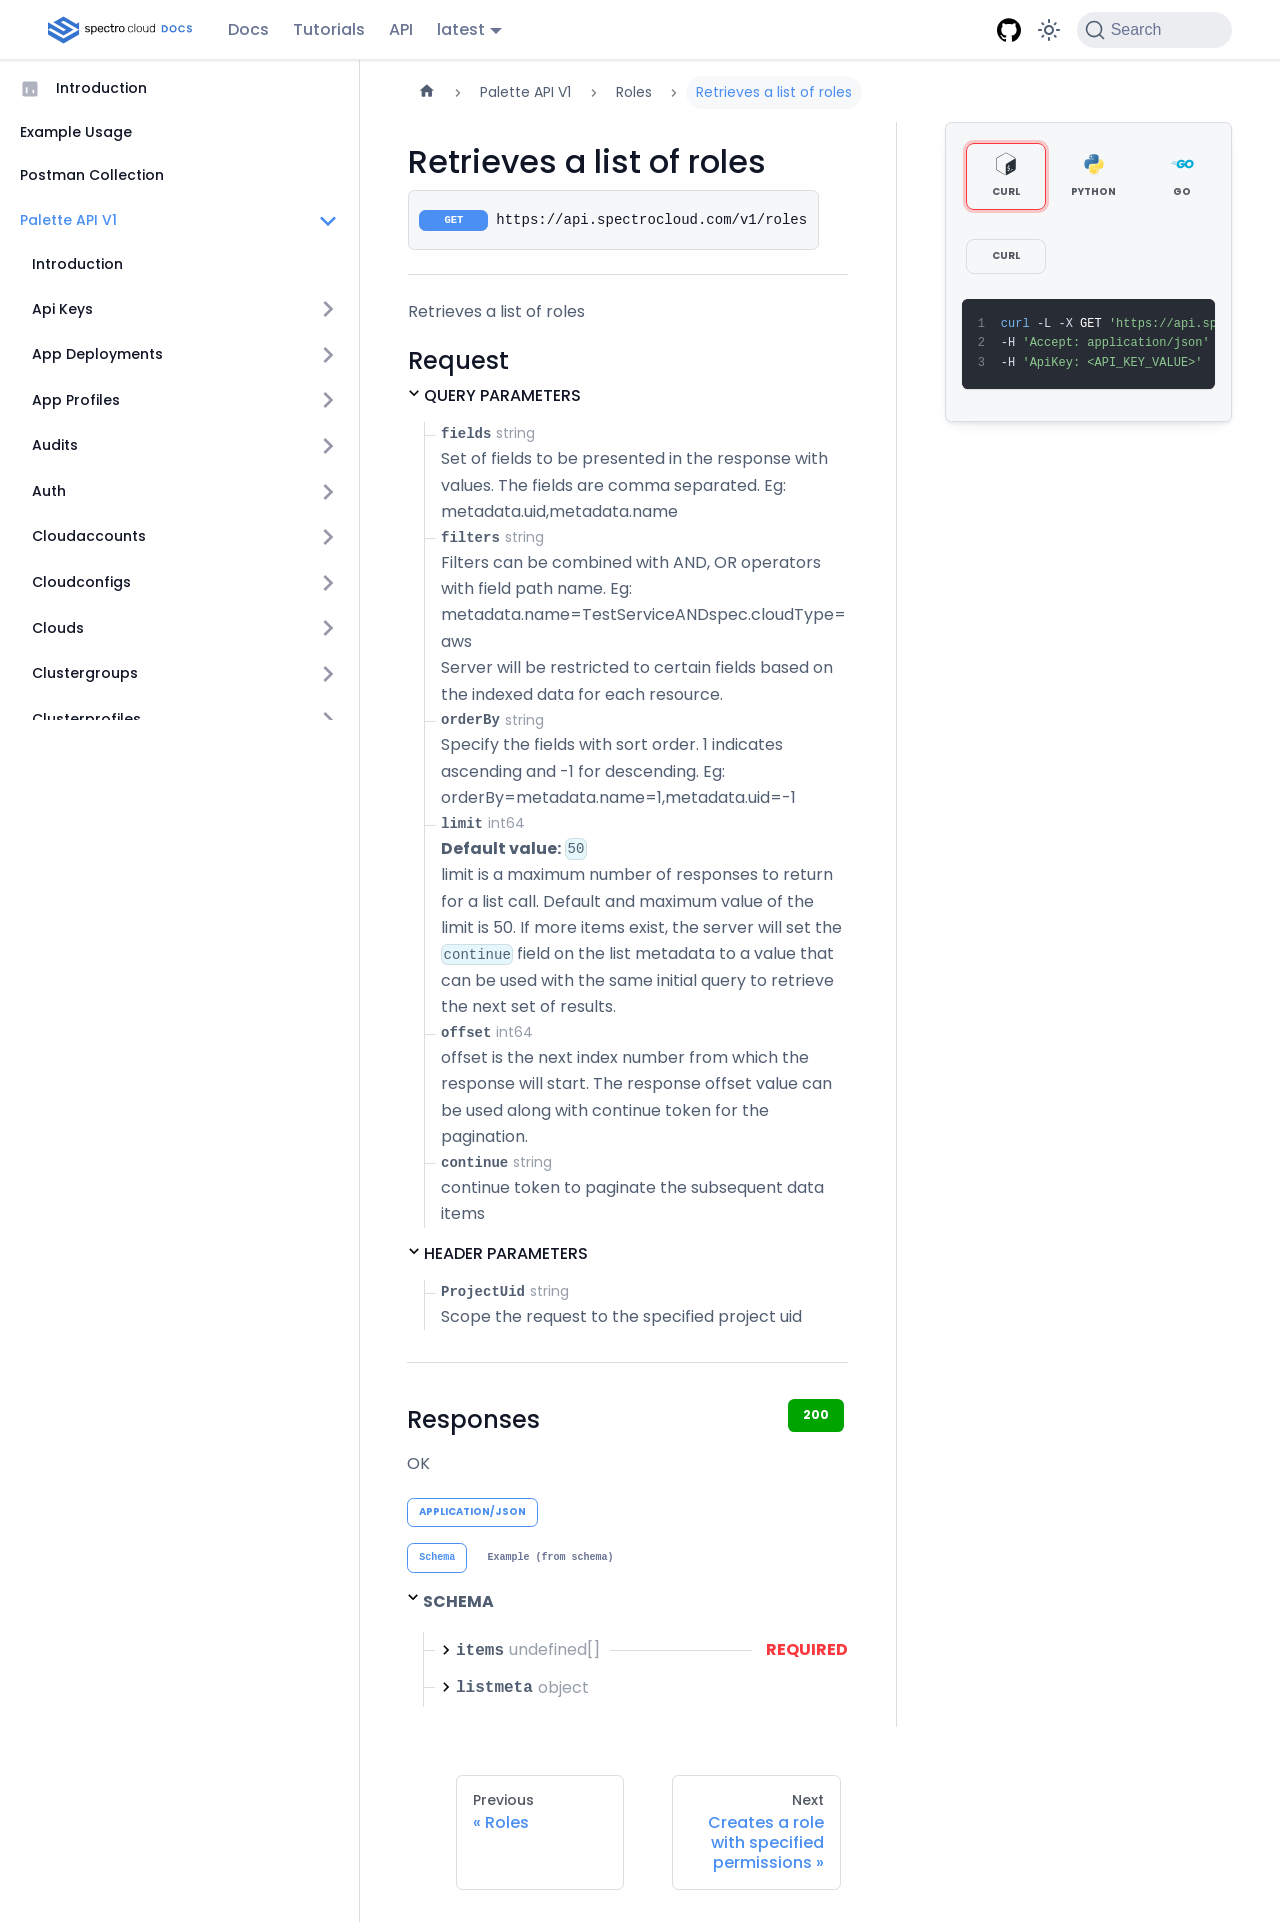 spectro cloud DOCS
Docs
Tutorials
API
latest
Search
Introduction
Example Usage
Postman Collection
Palette API V1
Introduction
Api Keys
App Deployments
App Profiles
Audits
Auth
Cloudaccounts
Cloudconfigs
Clouds
Clustergroups
Clusterprofiles
Palette API V1
Roles
Retrieves a list of roles
Retrieves a list of roles
GET https://api.spectrocloud.com/v1/roles
Retrieves a list of roles
Request
QUERY PARAMETERS
fields string
Set of fields to be presented in the response with
values. The fields are comma separated. Eg:
metadata.uid,metadata.name
filters string
Filters can be combined with AND, OR operators
with field path name. Eg:
metadata.name=TestServiceANDspec.cloudType=
aws
Server will be restricted to certain fields based on
the indexed data for each resource.
orderBy string
Specify the fields with sort order. 1 indicates
ascending and -1 for descending. Eg:
orderBy=metadata.name=1,metadata.uid=-1
limit int64
Default value: 50
limit is a maximum number of responses to return
for a list call. Default and maximum value of the
limit is 50. If more items exist, the server will set the
continue field on the list metadata to a value that
can be used with the same initial query to retrieve
the next set of results.
offset int64
offset is the next index number from which the
response will start. The response offset value can
be used along with continue token for the
pagination.
continue string
continue token to paginate the subsequent data
items
HEADER PARAMETERS
ProjectUid string
Scope the request to the specified project uid
Responses
200
OK
APPLICATION/JSON
Schema
Example (from schema)
SCHEMA
items undefined[] REQUIRED
listmeta object
Previous
« Roles
Next
Creates a role
with specified
permissions »
CURL
PYTHON
GO
CURL
1 curl -L -X GET 'https://api.sp
2 -H 'Accept: application/json'
3 -H 'ApiKey: <API_KEY_VALUE>'